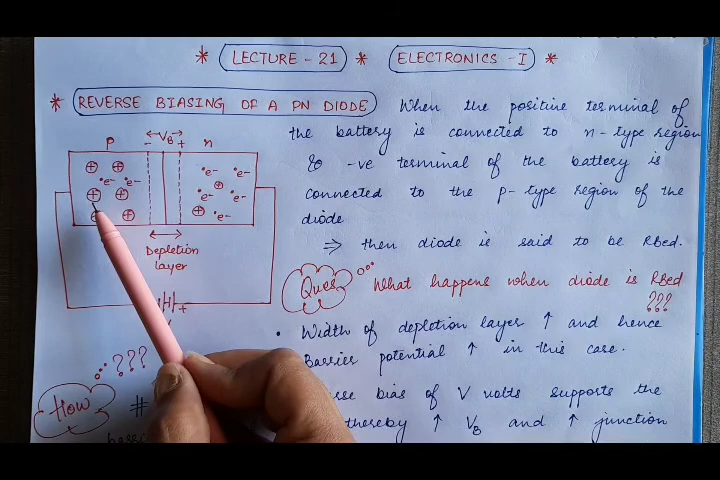 * LECTURE - 21 * ELECTRONICS - I *
* REVERSE BIASING OF A PN DIODE When the positive terminal of
the battery is connected to n-type region
& -ve terminal of the battery is
connected to the p-type region of the
diode
⇒ then diode is said to be Rbed.
P ←VB→ n
- +
+ + e- e- + e-
+ + e- e-
+ + + e-
Depletion
layer
+
Ques What happens when diode is RBed
???
• Width of depletion layer ↑ and hence
Barrier potential ↑ in this case.
bias of V volts supports the
thereby ↑ VB and ↑ junction
???
How #